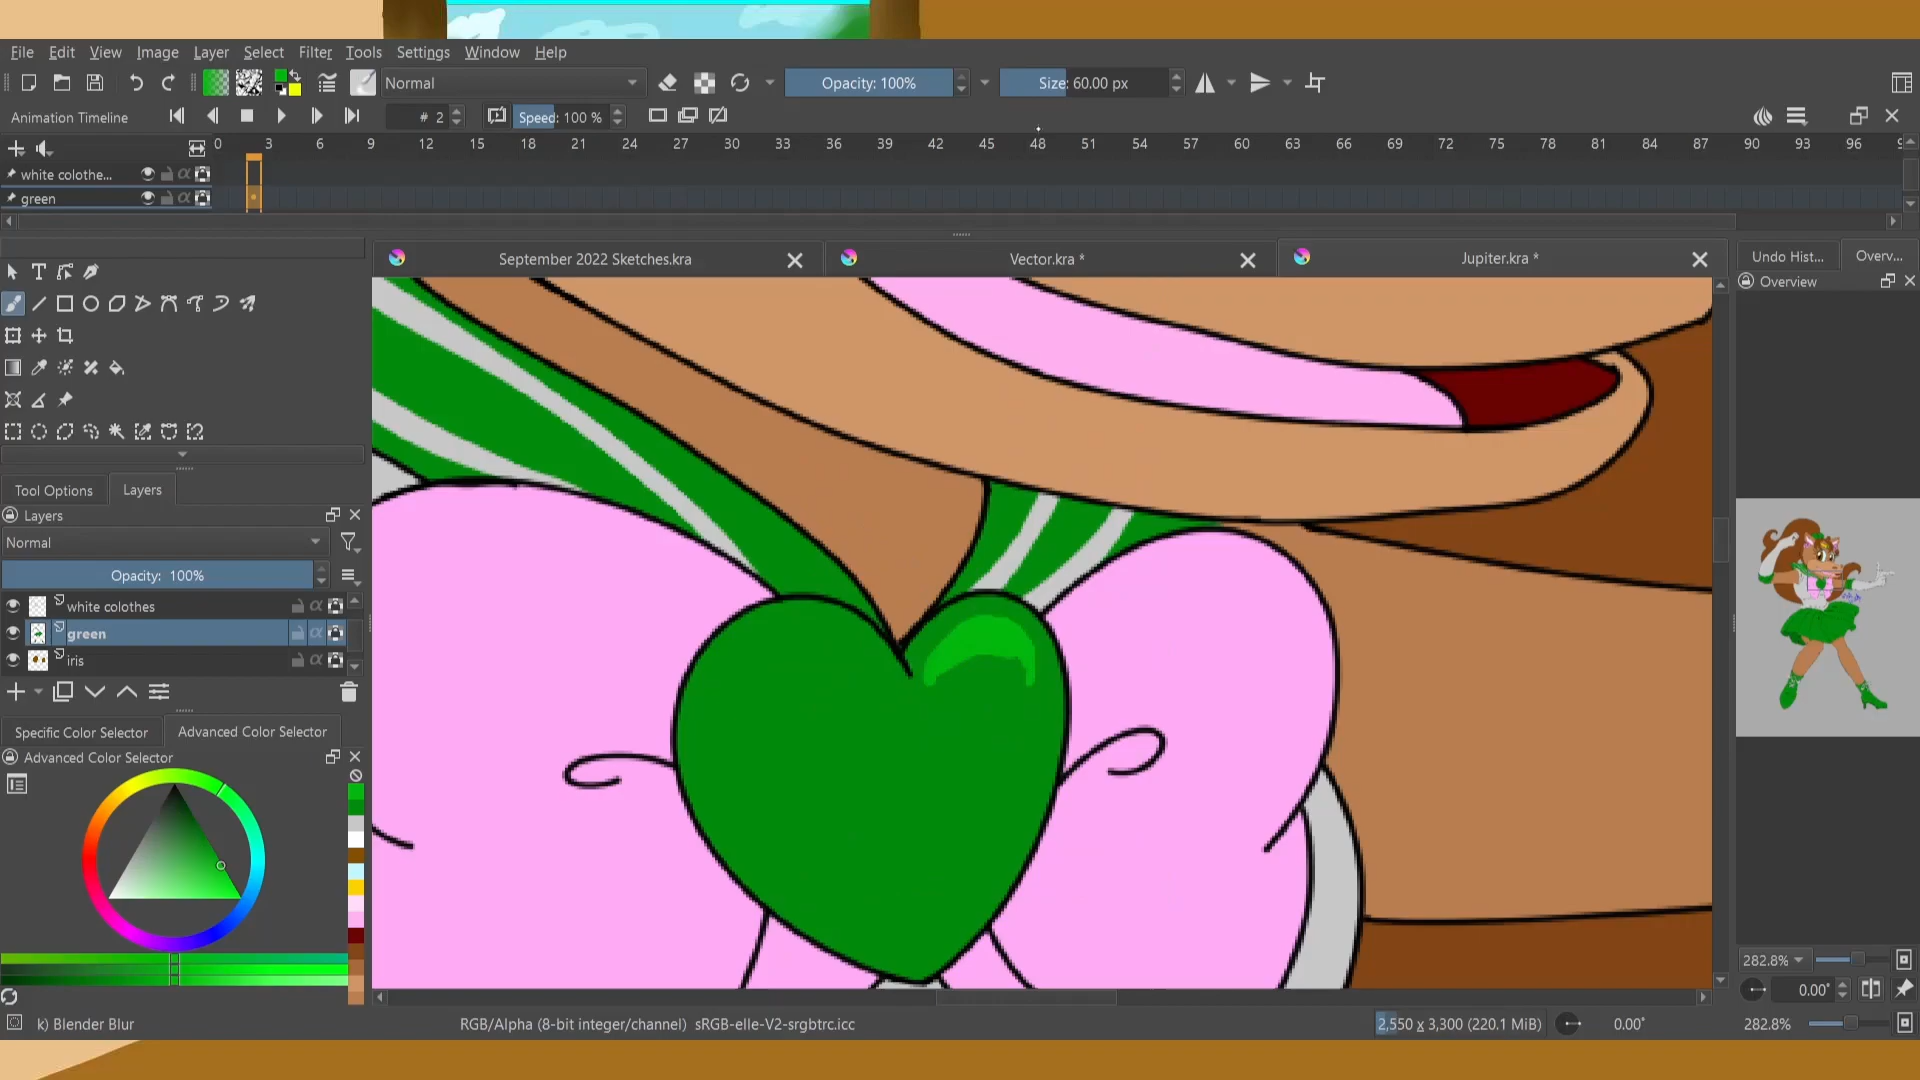 File Edit View Image Layer Select Filter Tools Settings Window Help
Normal Opacity: 100% Size: 60.00 px
Animation Timeline # 2 Speed: 100 %
0 3 6 9 12 15 18 21 24 27 30 33 36 39 42 45 48 51 54 57 60 63 66 69 72 75 78 81 84 87 90 93 96
white colothe...
green
September 2022 Sketches.kra Vector.kra * Jupiter.kra * Undo Hist... Overv...
Overview
Tool Options Layers
Layers
Normal
Opacity: 100%
white colothes
green
iris
Specific Color Selector Advanced Color Selector
Advanced Color Selector
282.8%
0.00°
k) Blender Blur RGB/Alpha (8-bit integer/channel) sRGB-elle-V2-srgbtrc.icc 2,550 x 3,300 (220.1 MiB) 0.00° 282.8%